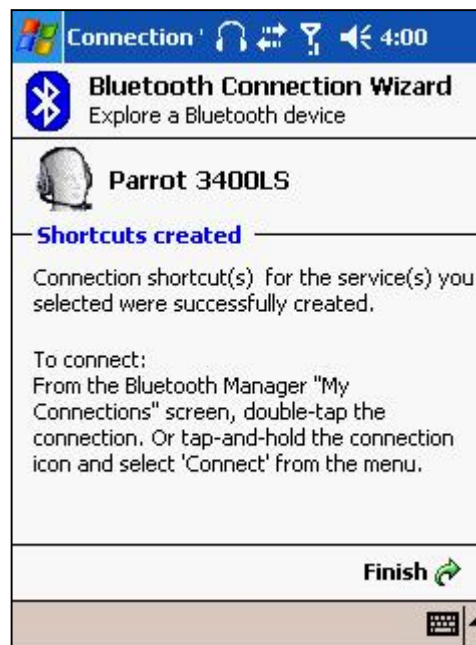 Connection ' 4:00
Bluetooth Connection Wizard
Explore a Bluetooth device
Parrot 3400LS
Shortcuts created
Connection shortcut(s) for the service(s) you
selected were successfully created.
To connect:
From the Bluetooth Manager "My
Connections" screen, double-tap the
connection. Or tap-and-hold the connection
icon and select 'Connect' from the menu.
Finish